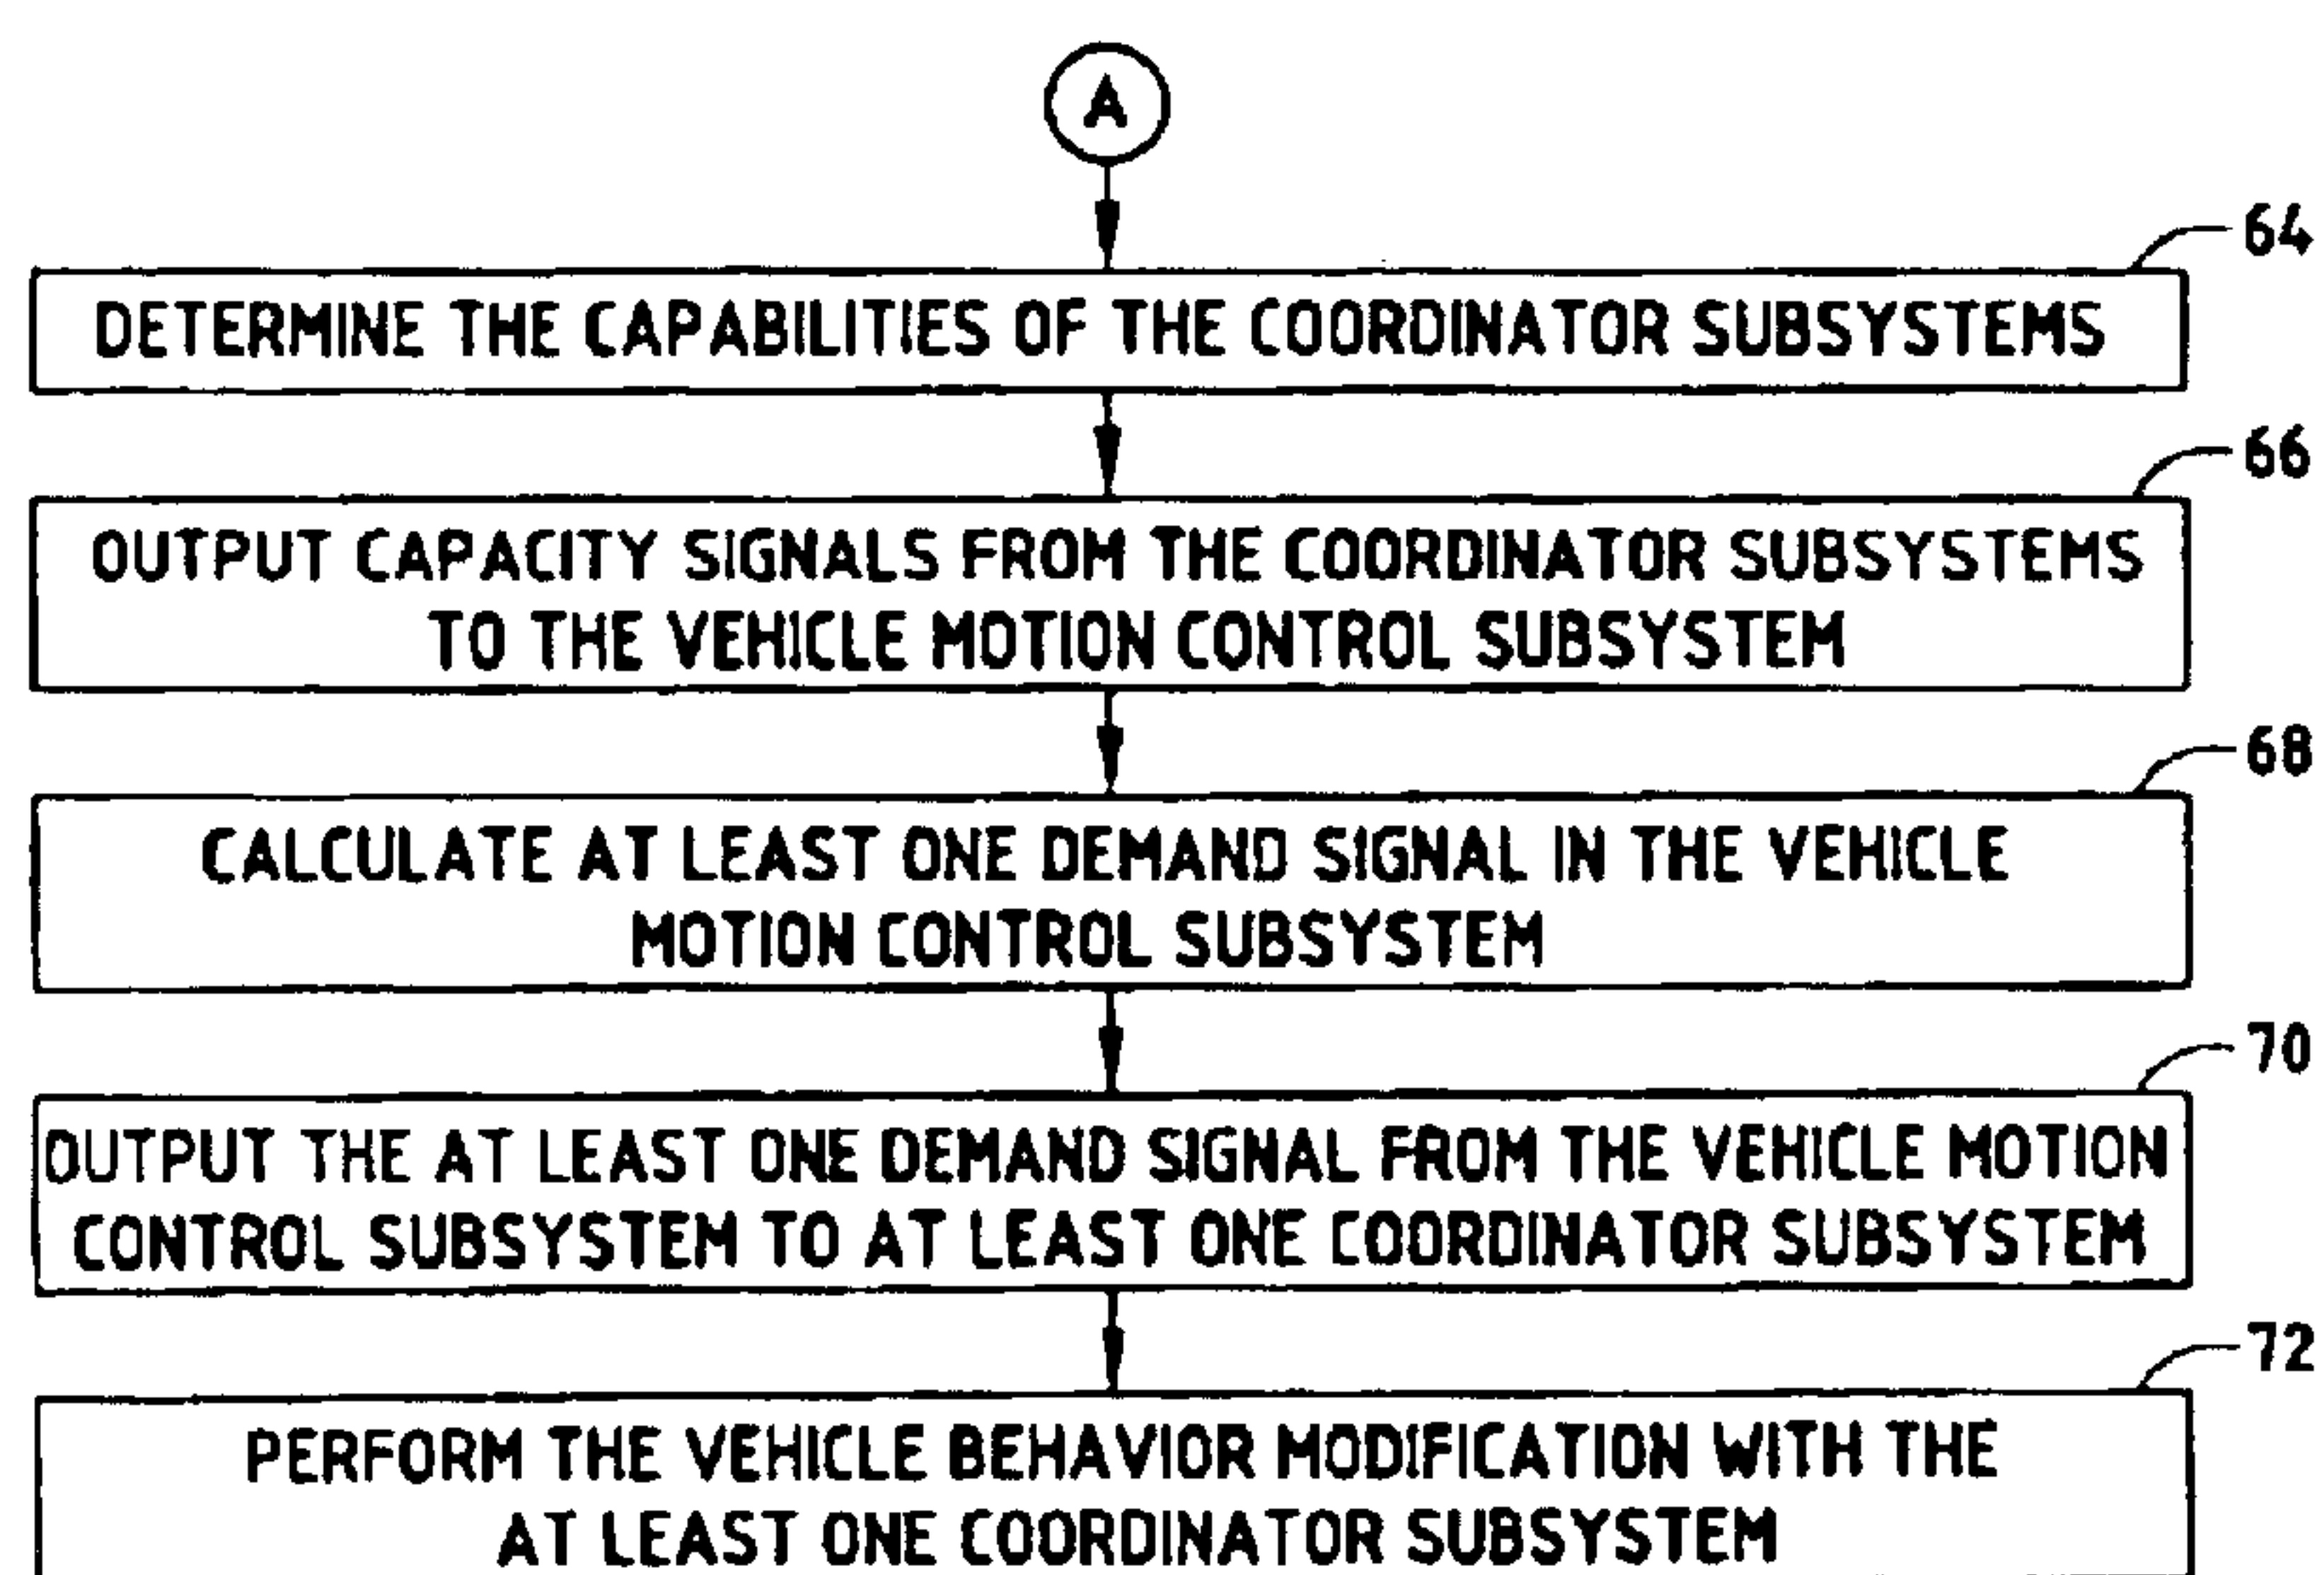 A
64
DETERMINE THE CAPABILITIES OF THE COORDINATOR SUBSYSTEMS
66
OUTPUT CAPACITY SIGNALS FROM THE COORDINATOR SUBSYSTEMS
TO THE VEHICLE MOTION CONTROL SUBSYSTEM
68
CALCULATE AT LEAST ONE DEMAND SIGNAL IN THE VEHICLE
MOTION CONTROL SUBSYSTEM
70
OUTPUT THE AT LEAST ONE DEMAND SIGNAL FROM THE VEHICLE MOTION
CONTROL SUBSYSTEM TO AT LEAST ONE COORDINATOR SUBSYSTEM
72
PERFORM THE VEHICLE BEHAVIOR MODIFICATION WITH THE
AT LEAST ONE COORDINATOR SUBSYSTEM